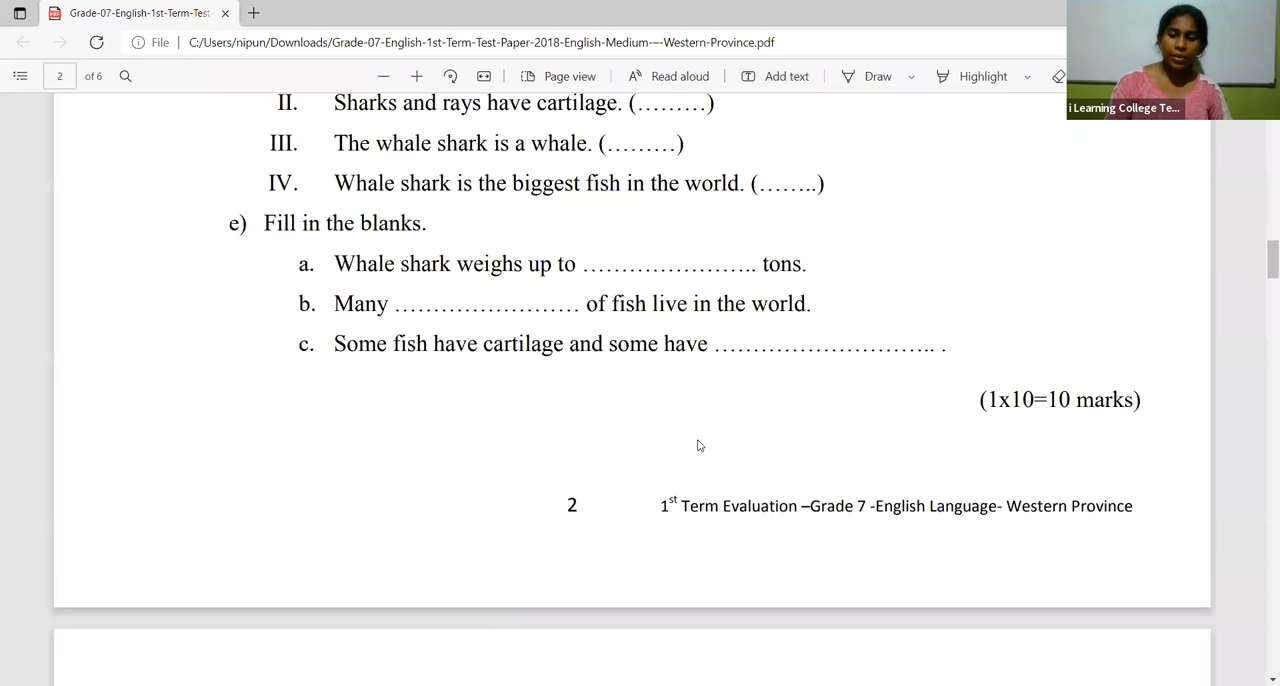 Grade-07-English-1st-Term-Test
File
C:/Users/nipun/Downloads/Grade-07-English-1st-Term-Test-Paper-2018-English-Medium-–-Western-Province.pdf
2 of 6
Page view
Read aloud
Add text
Draw
Highlight
i Learning College Te...
II. Sharks and rays have cartilage. (………)
III. The whale shark is a whale. (………)
IV. Whale shark is the biggest fish in the world. (……..)
e) Fill in the blanks.
a. Whale shark weighs up to ………………….. tons.
b. Many …………………… of fish live in the world.
c. Some fish have cartilage and some have ……………………….. .
(1x10=10 marks)
2
1st Term Evaluation –Grade 7 -English Language- Western Province